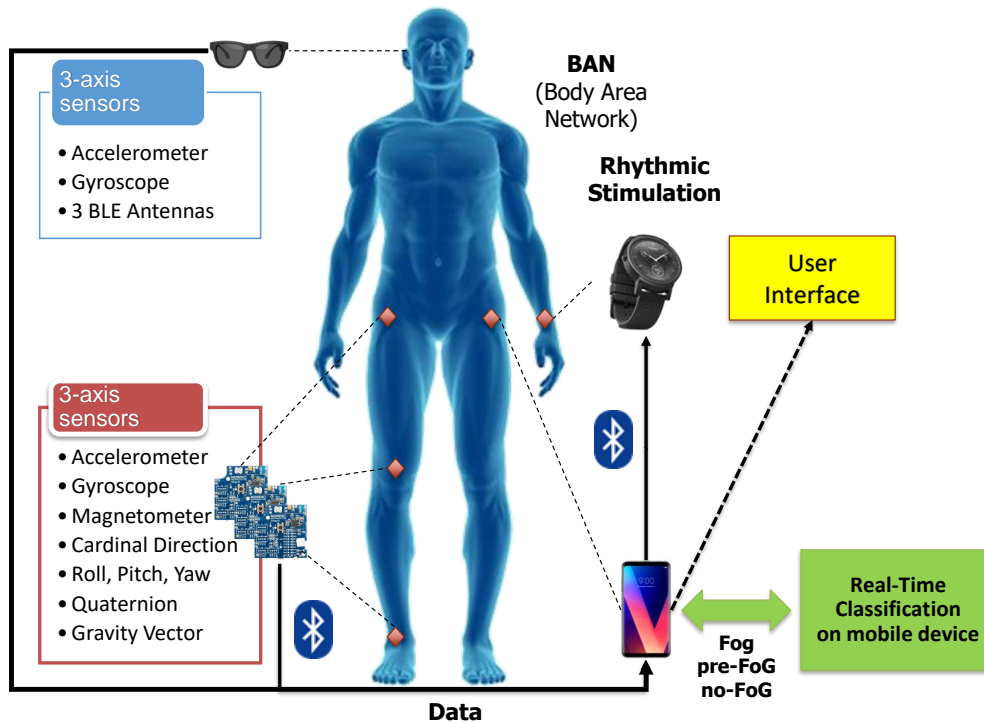 3-axis
sensors
• Accelerometer
• Gyroscope
• 3 BLE Antennas
BAN
(Body Area
Network)
Rhythmic
Stimulation
User
Interface
3-axis
sensors
• Accelerometer
• Gyroscope
• Magnetometer
• Cardinal Direction
• Roll, Pitch, Yaw
• Quaternion
• Gravity Vector
9:00
Real-Time
Classification
on mobile device
Fog
pre-FoG
no-FoG
Data